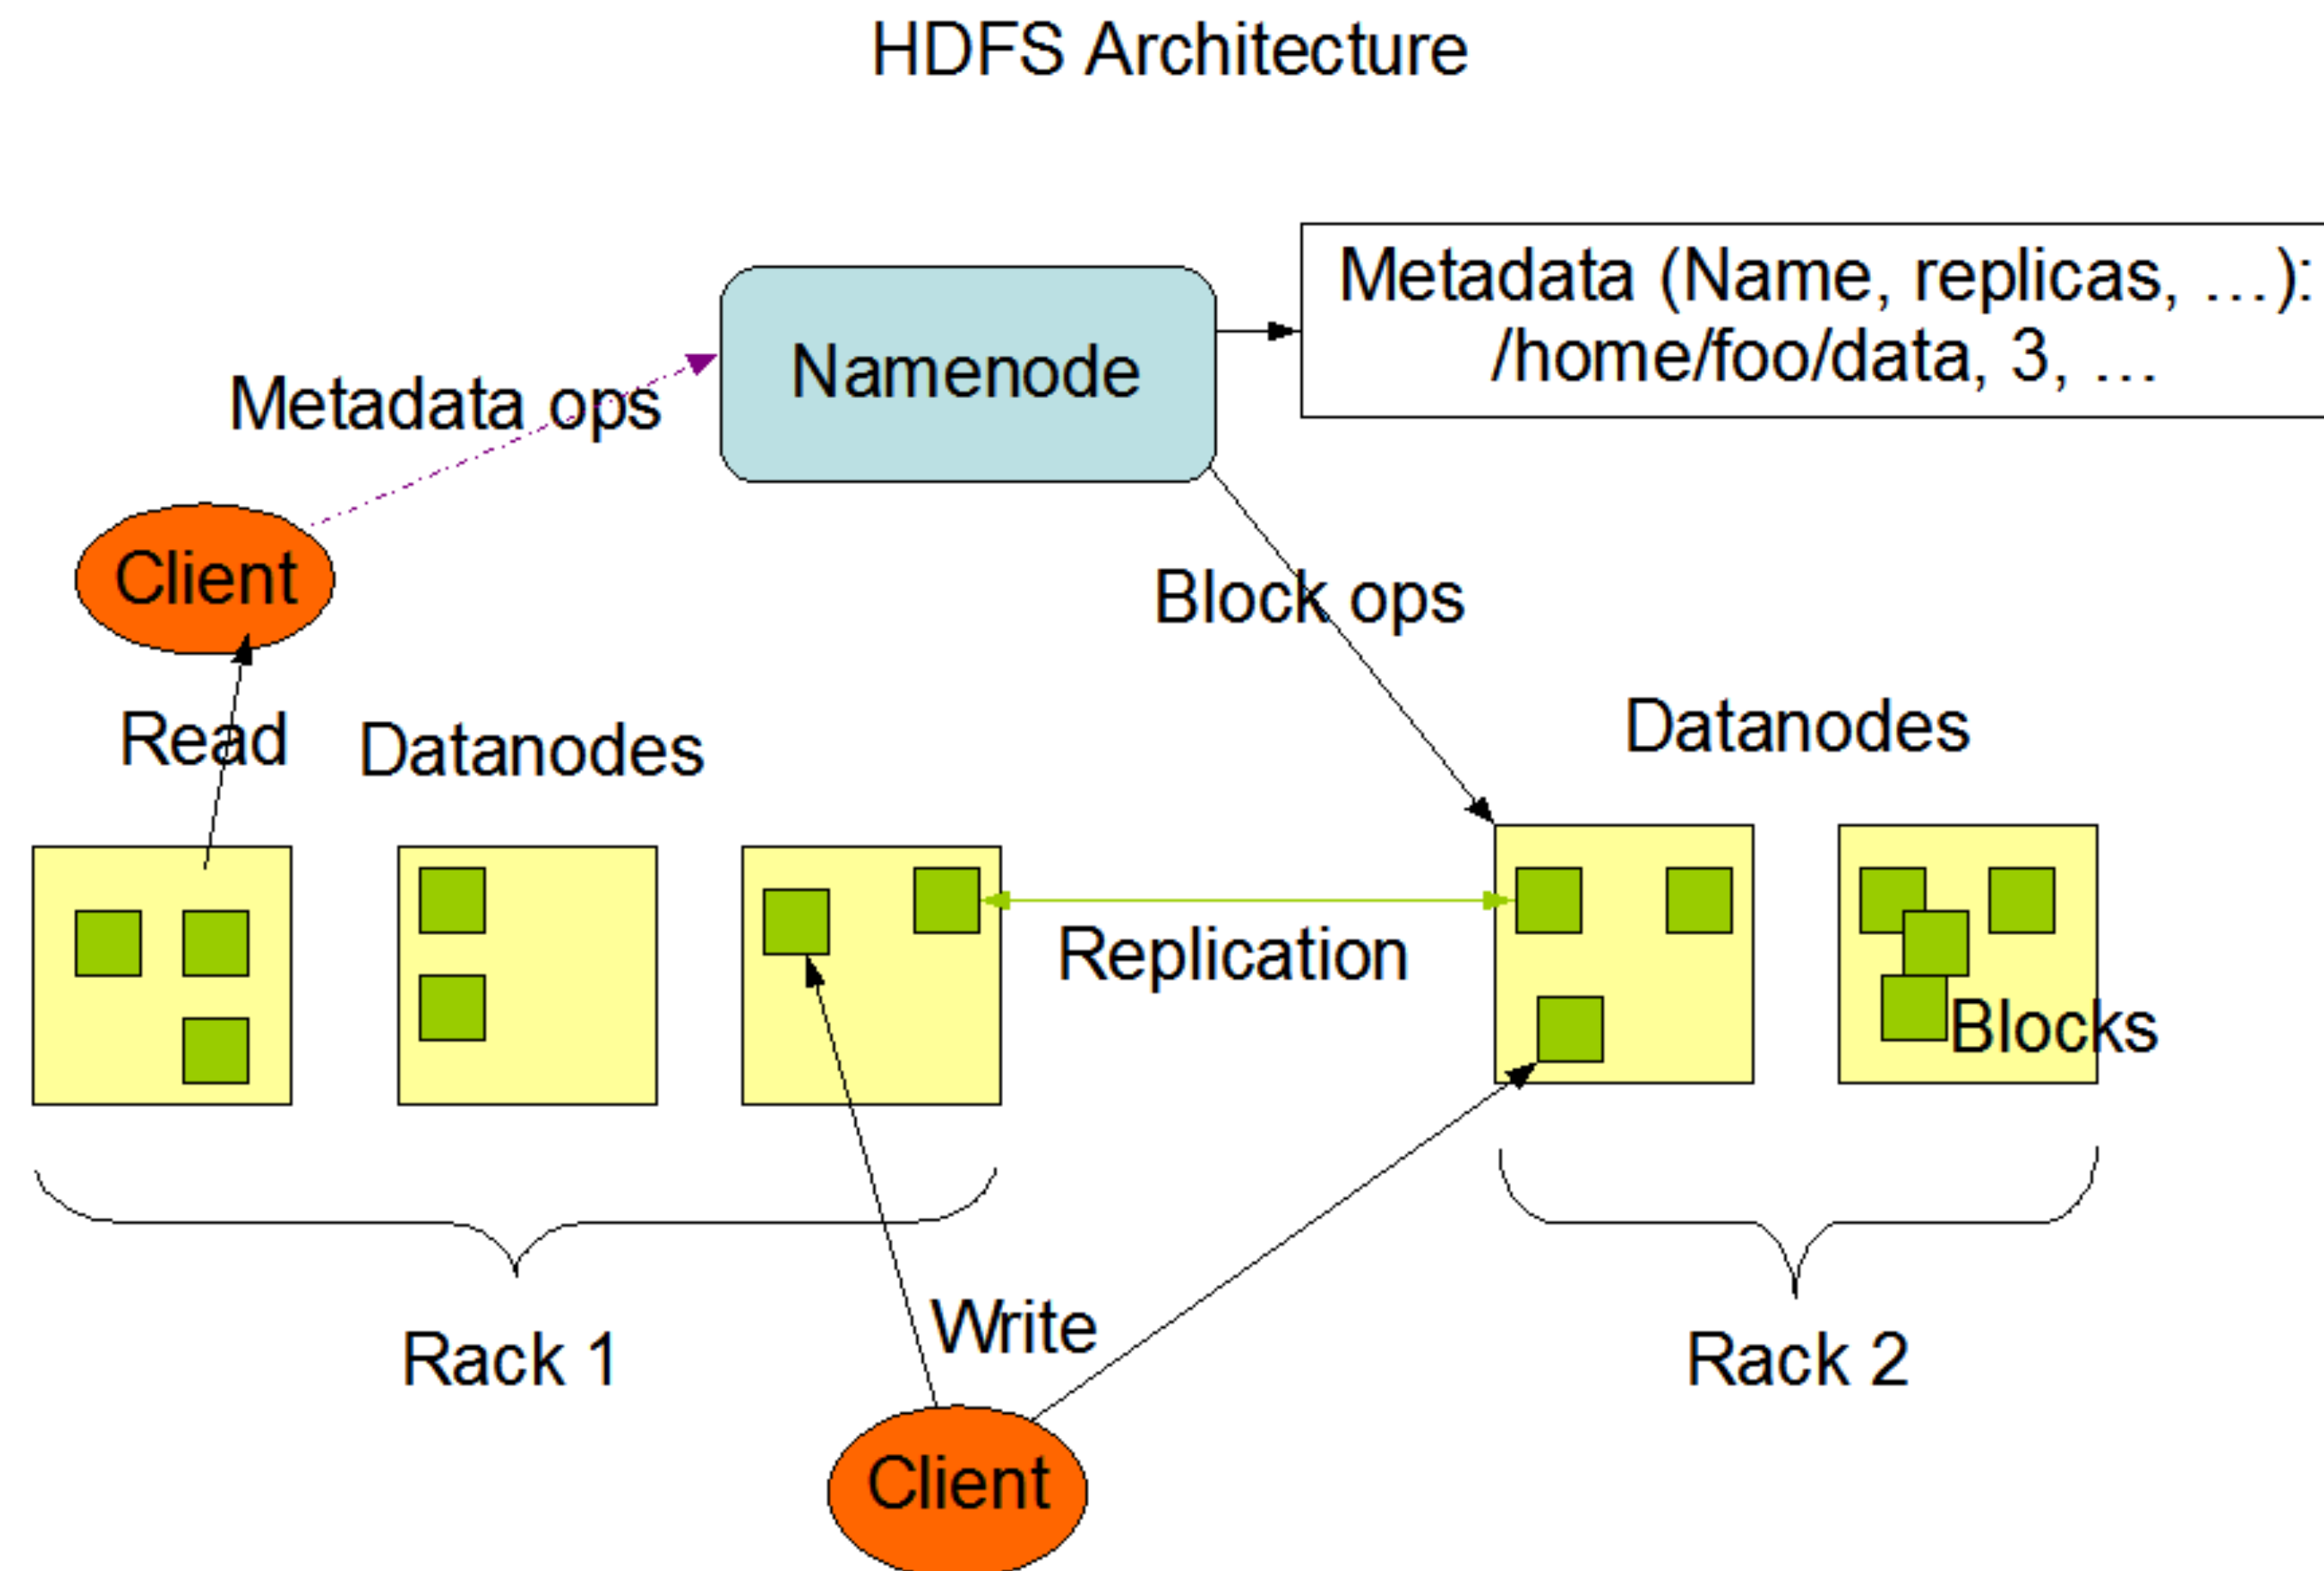 HDFS Architecture
Metadata (Name, replicas, ...):
/home/foo/data, 3, ...
Namenode
Metadata ops
Client
Block ops
Read
Datanodes
Datanodes
Replication
Blocks
Write
Rack 1
Rack 2
Client